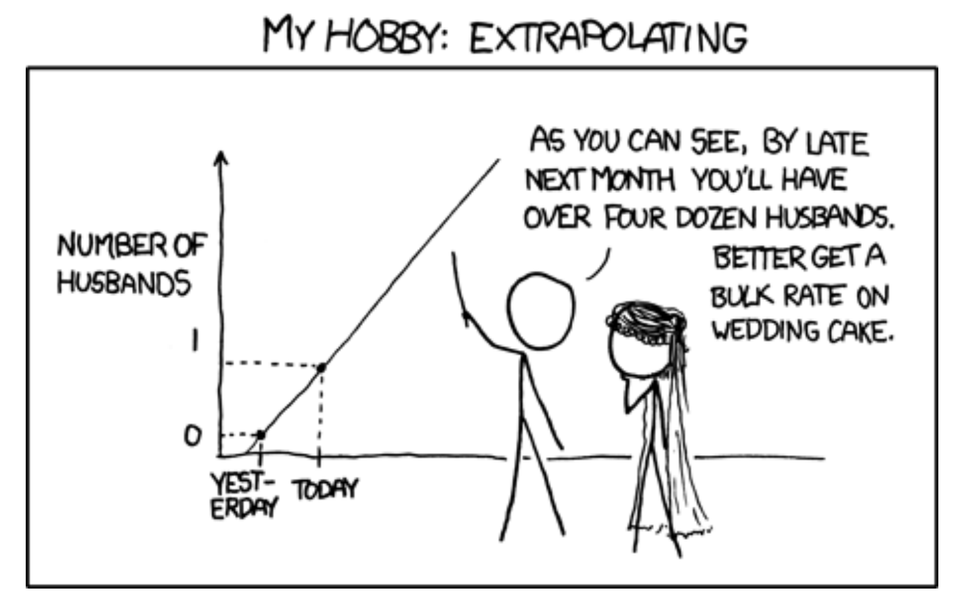 MY HOBBY: EXTRAPOLATING
AS YOU CAN SEE, BY LATE
NEXT MONTH YOU'LL HAVE
OVER FOUR DOZEN HUSBANDS.
BETTER GET A
BULK RATE ON
WEDDING CAKE.
NUMBER OF
HUSBANDS
1
0
YEST-
ERDAY
TODAY